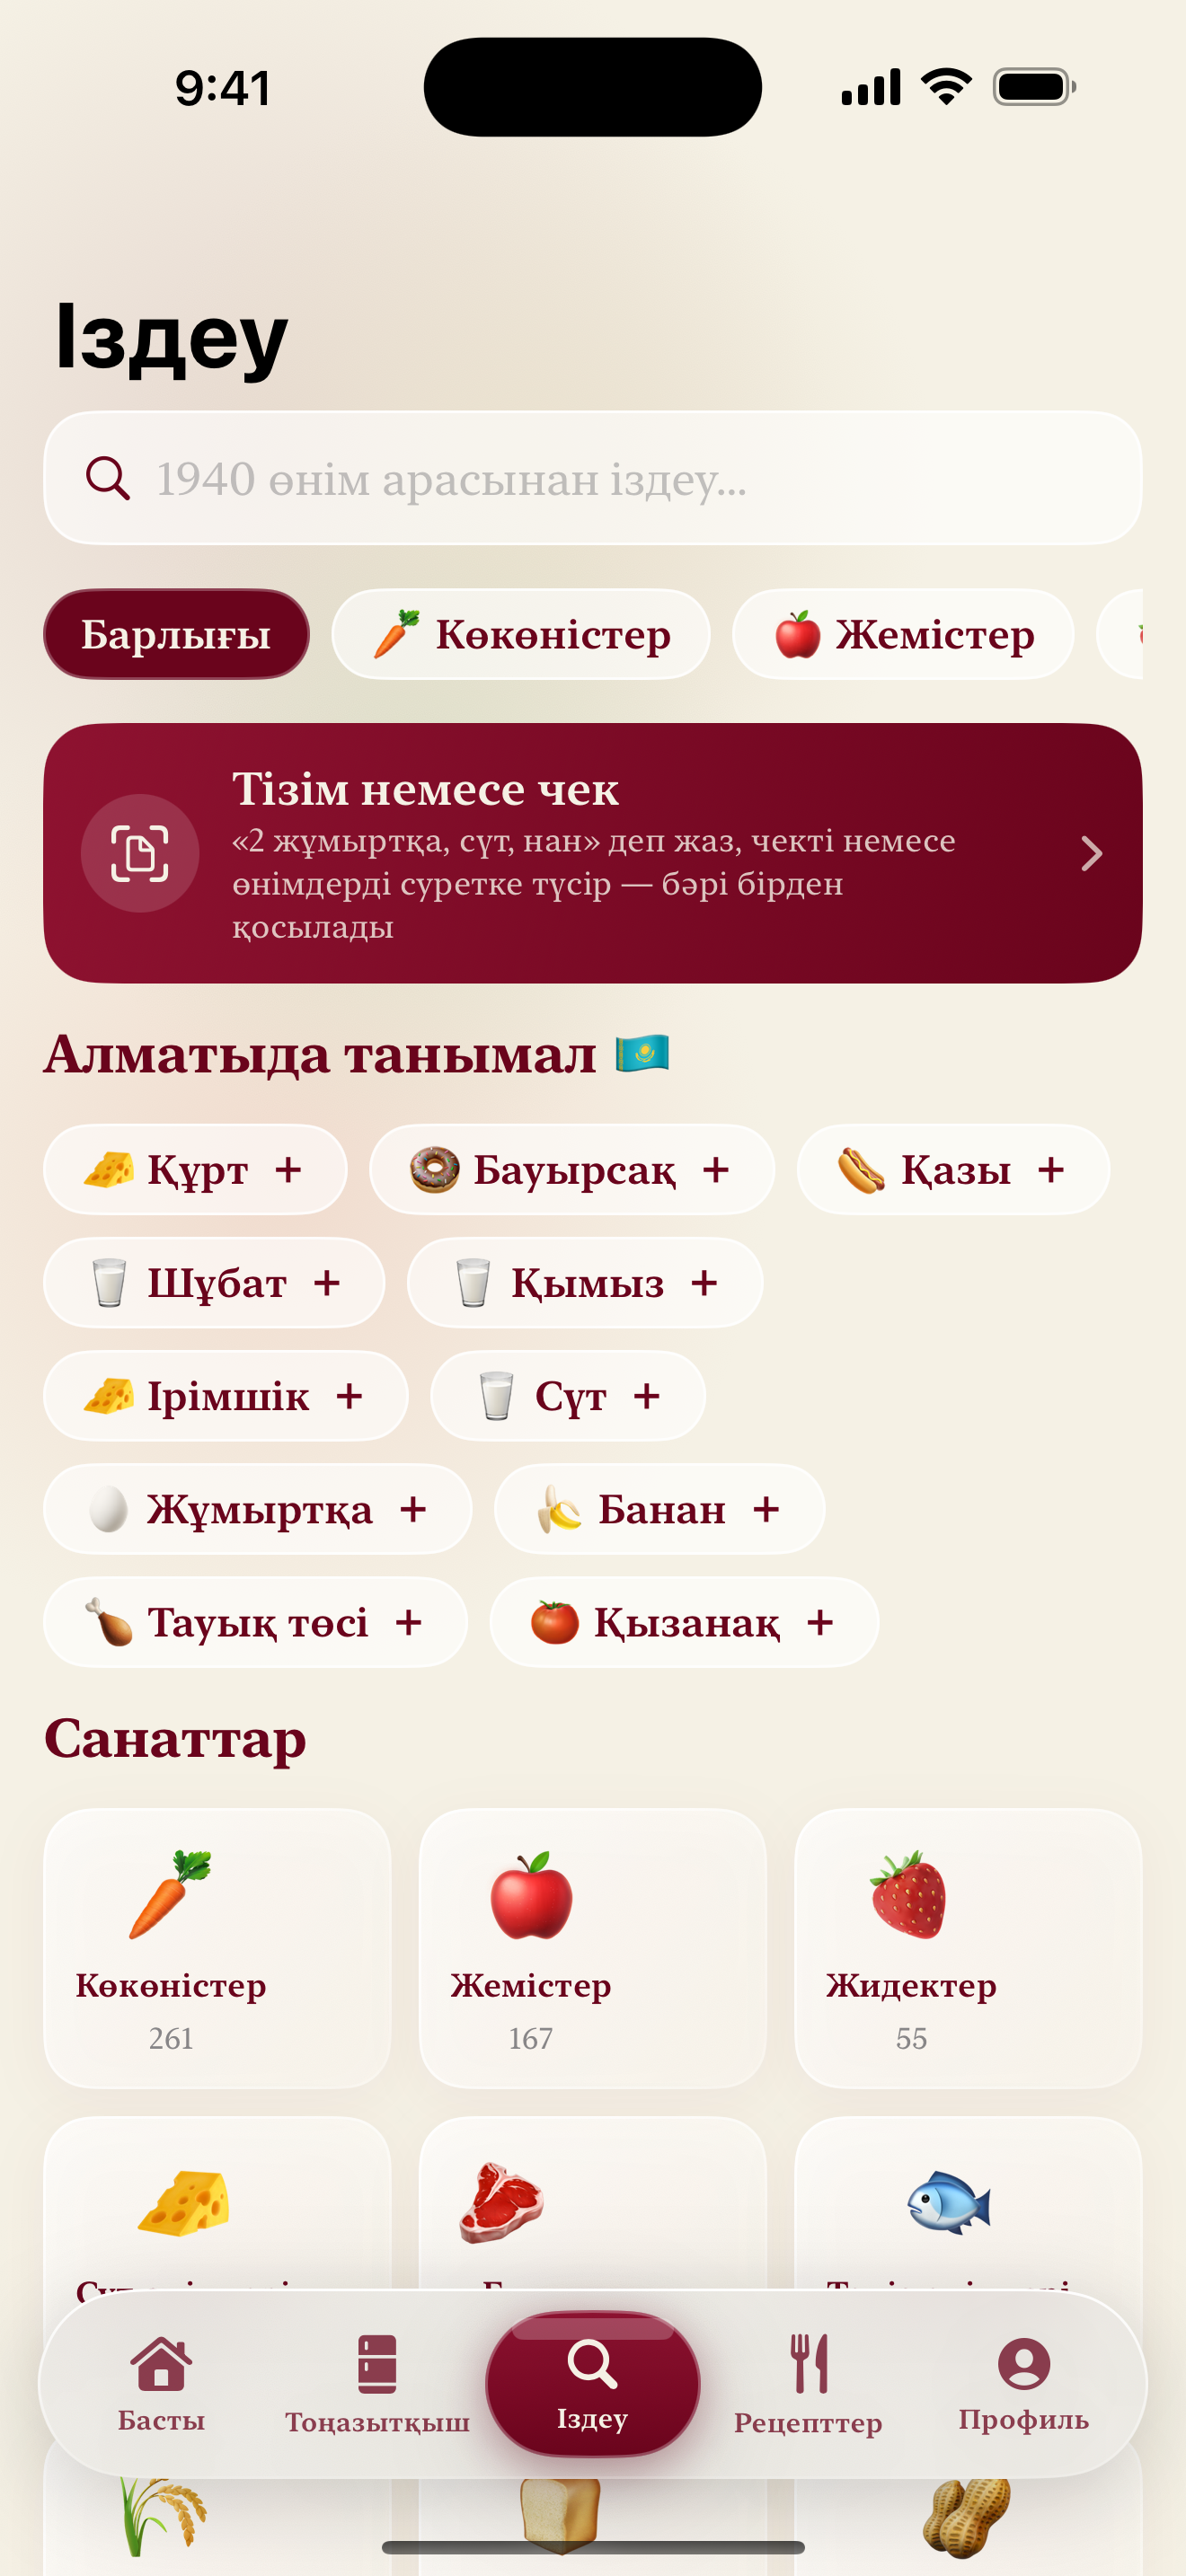 9:41
Іздеу
1940 өнім арасынан іздеу...
Барлығы
Көкөністер
Жемістер
Тізім немесе чек
«2 жұмыртқа, сүт, нан» деп жаз, чекті немесе
өнімдерді суретке түсір — бәрі бірден
қосылады
Алматыда танымал
Құрт +
Бауырсақ +
Қазы +
Шұбат +
Қымыз +
Ірімшік +
Сүт +
Жұмыртқа +
Банан +
Тауық төсі +
Қызанақ +
Санаттар
Көкөністер
261
Жемістер
167
Жидектер
55
Басты
Тоңазытқыш
Іздеу
Рецепттер
Профиль